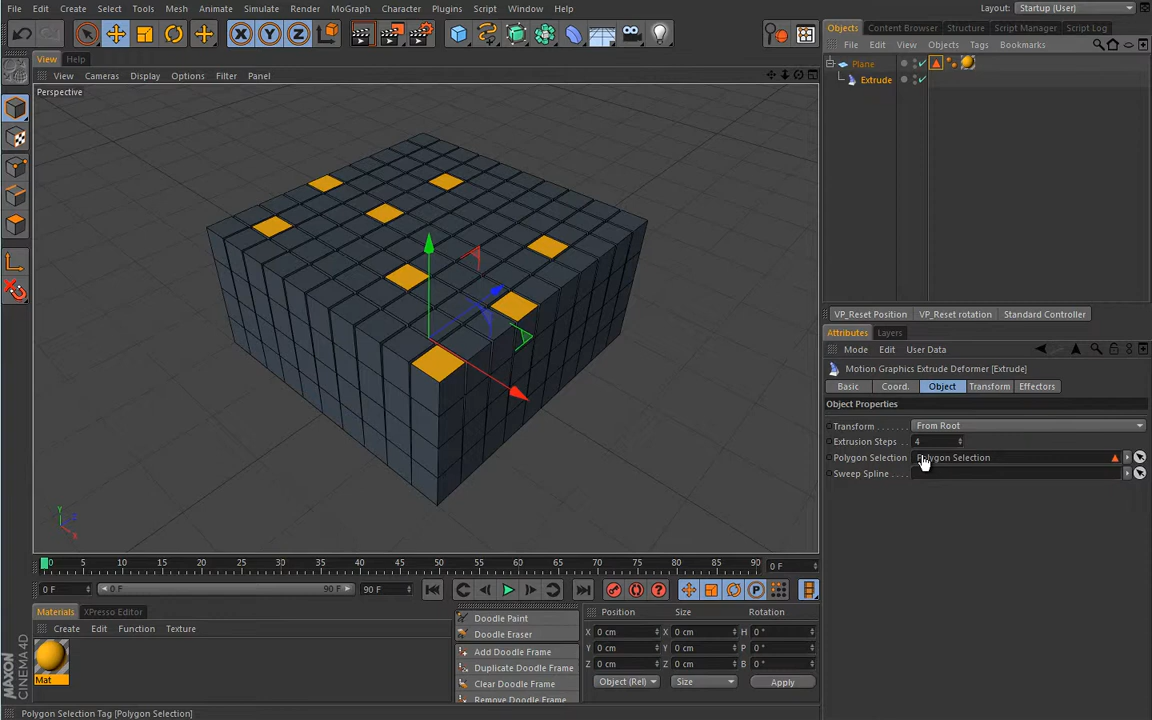 File Edit Create Select Tools Mesh Animate Simulate Render MoGraph Character Plugins Script Window Help Layout: Startup (User)
Objects Content Browser Structure Script Manager Script Log
File Edit View Objects Tags Bookmarks
View Help
View Cameras Display Options Filter Panel
Perspective
Plane
Extrude
X Y Z
VP_Reset Position VP_Reset rotation Standard Controller
Attributes Layers
Mode Edit User Data
Motion Graphics Extrude Deformer [Extrude]
Basic Coord. Object Transform Effectors
Object Properties
Transform . . . . . . . From Root
Extrusion Steps . . 4
Polygon Selection Polygon Selection
Sweep Spline . . . .
Y
Z
X
0 5 10 15 20 25 30 35 40 45 50 55 60 65 70 75 80 85 90 0 F
0 F 0 F 90 F 90 F
P
Materials XPresso Editor
Create Edit Function Texture
Mat
Doodle Paint
Doodle Eraser
Add Doodle Frame
Duplicate Doodle Frame
Clear Doodle Frame
Remove Doodle Frame
Position Size Rotation
X 0 cm X 0 cm H 0 °
Y 0 cm Y 0 cm P 0 °
Z 0 cm Z 0 cm B 0 °
Object (Rel) Size Apply
MAXON
CINEMA 4D
Polygon Selection Tag [Polygon Selection]